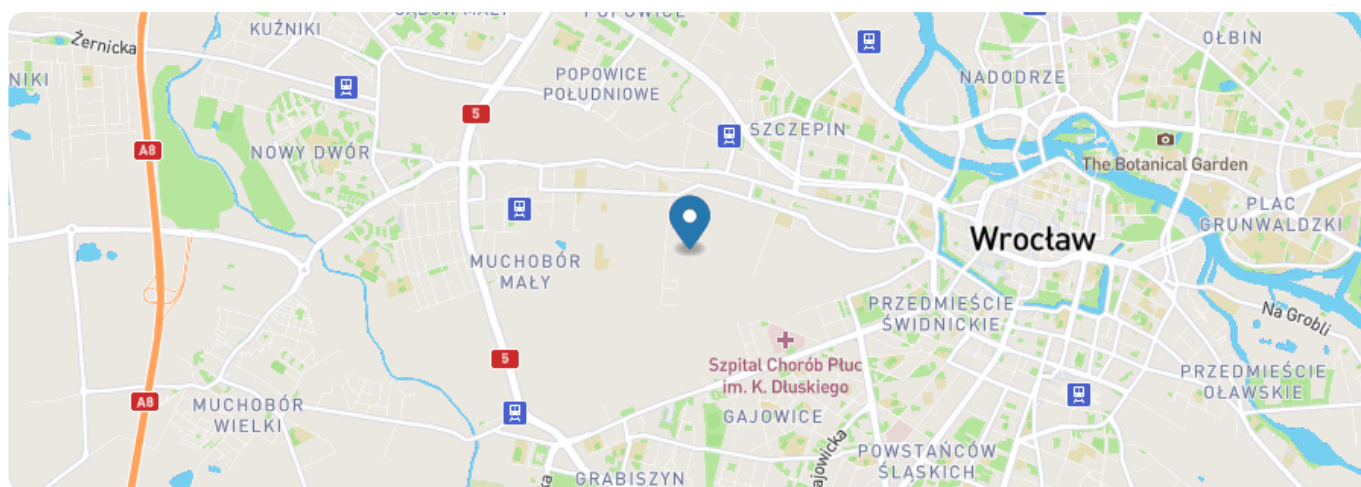 POPOWICE
KUŹNIKI
OŁBIN
Żernicka
NIKI
POPOWICE
POŁUDNIOWE
NADODRZE
5
SZCZEPIN
A8
NOWY DWÓR
The Botanical Garden
PLAC
GRUNWALDZKI
Wrocław
MUCHOBÓR
MAŁY
PRZEDMIEŚCIE
ŚWIDNICKIE
Na Grobli
5
Szpital Chorób Płuc
im. K. Dłuskiego
PRZEDMIEŚCIE
OŁAWSKIE
A8
MUCHOBÓR
WIELKI
GAJOWICE
ajowicka
POWSTAŃCÓW
ŚLĄSKICH
GRABISZYN